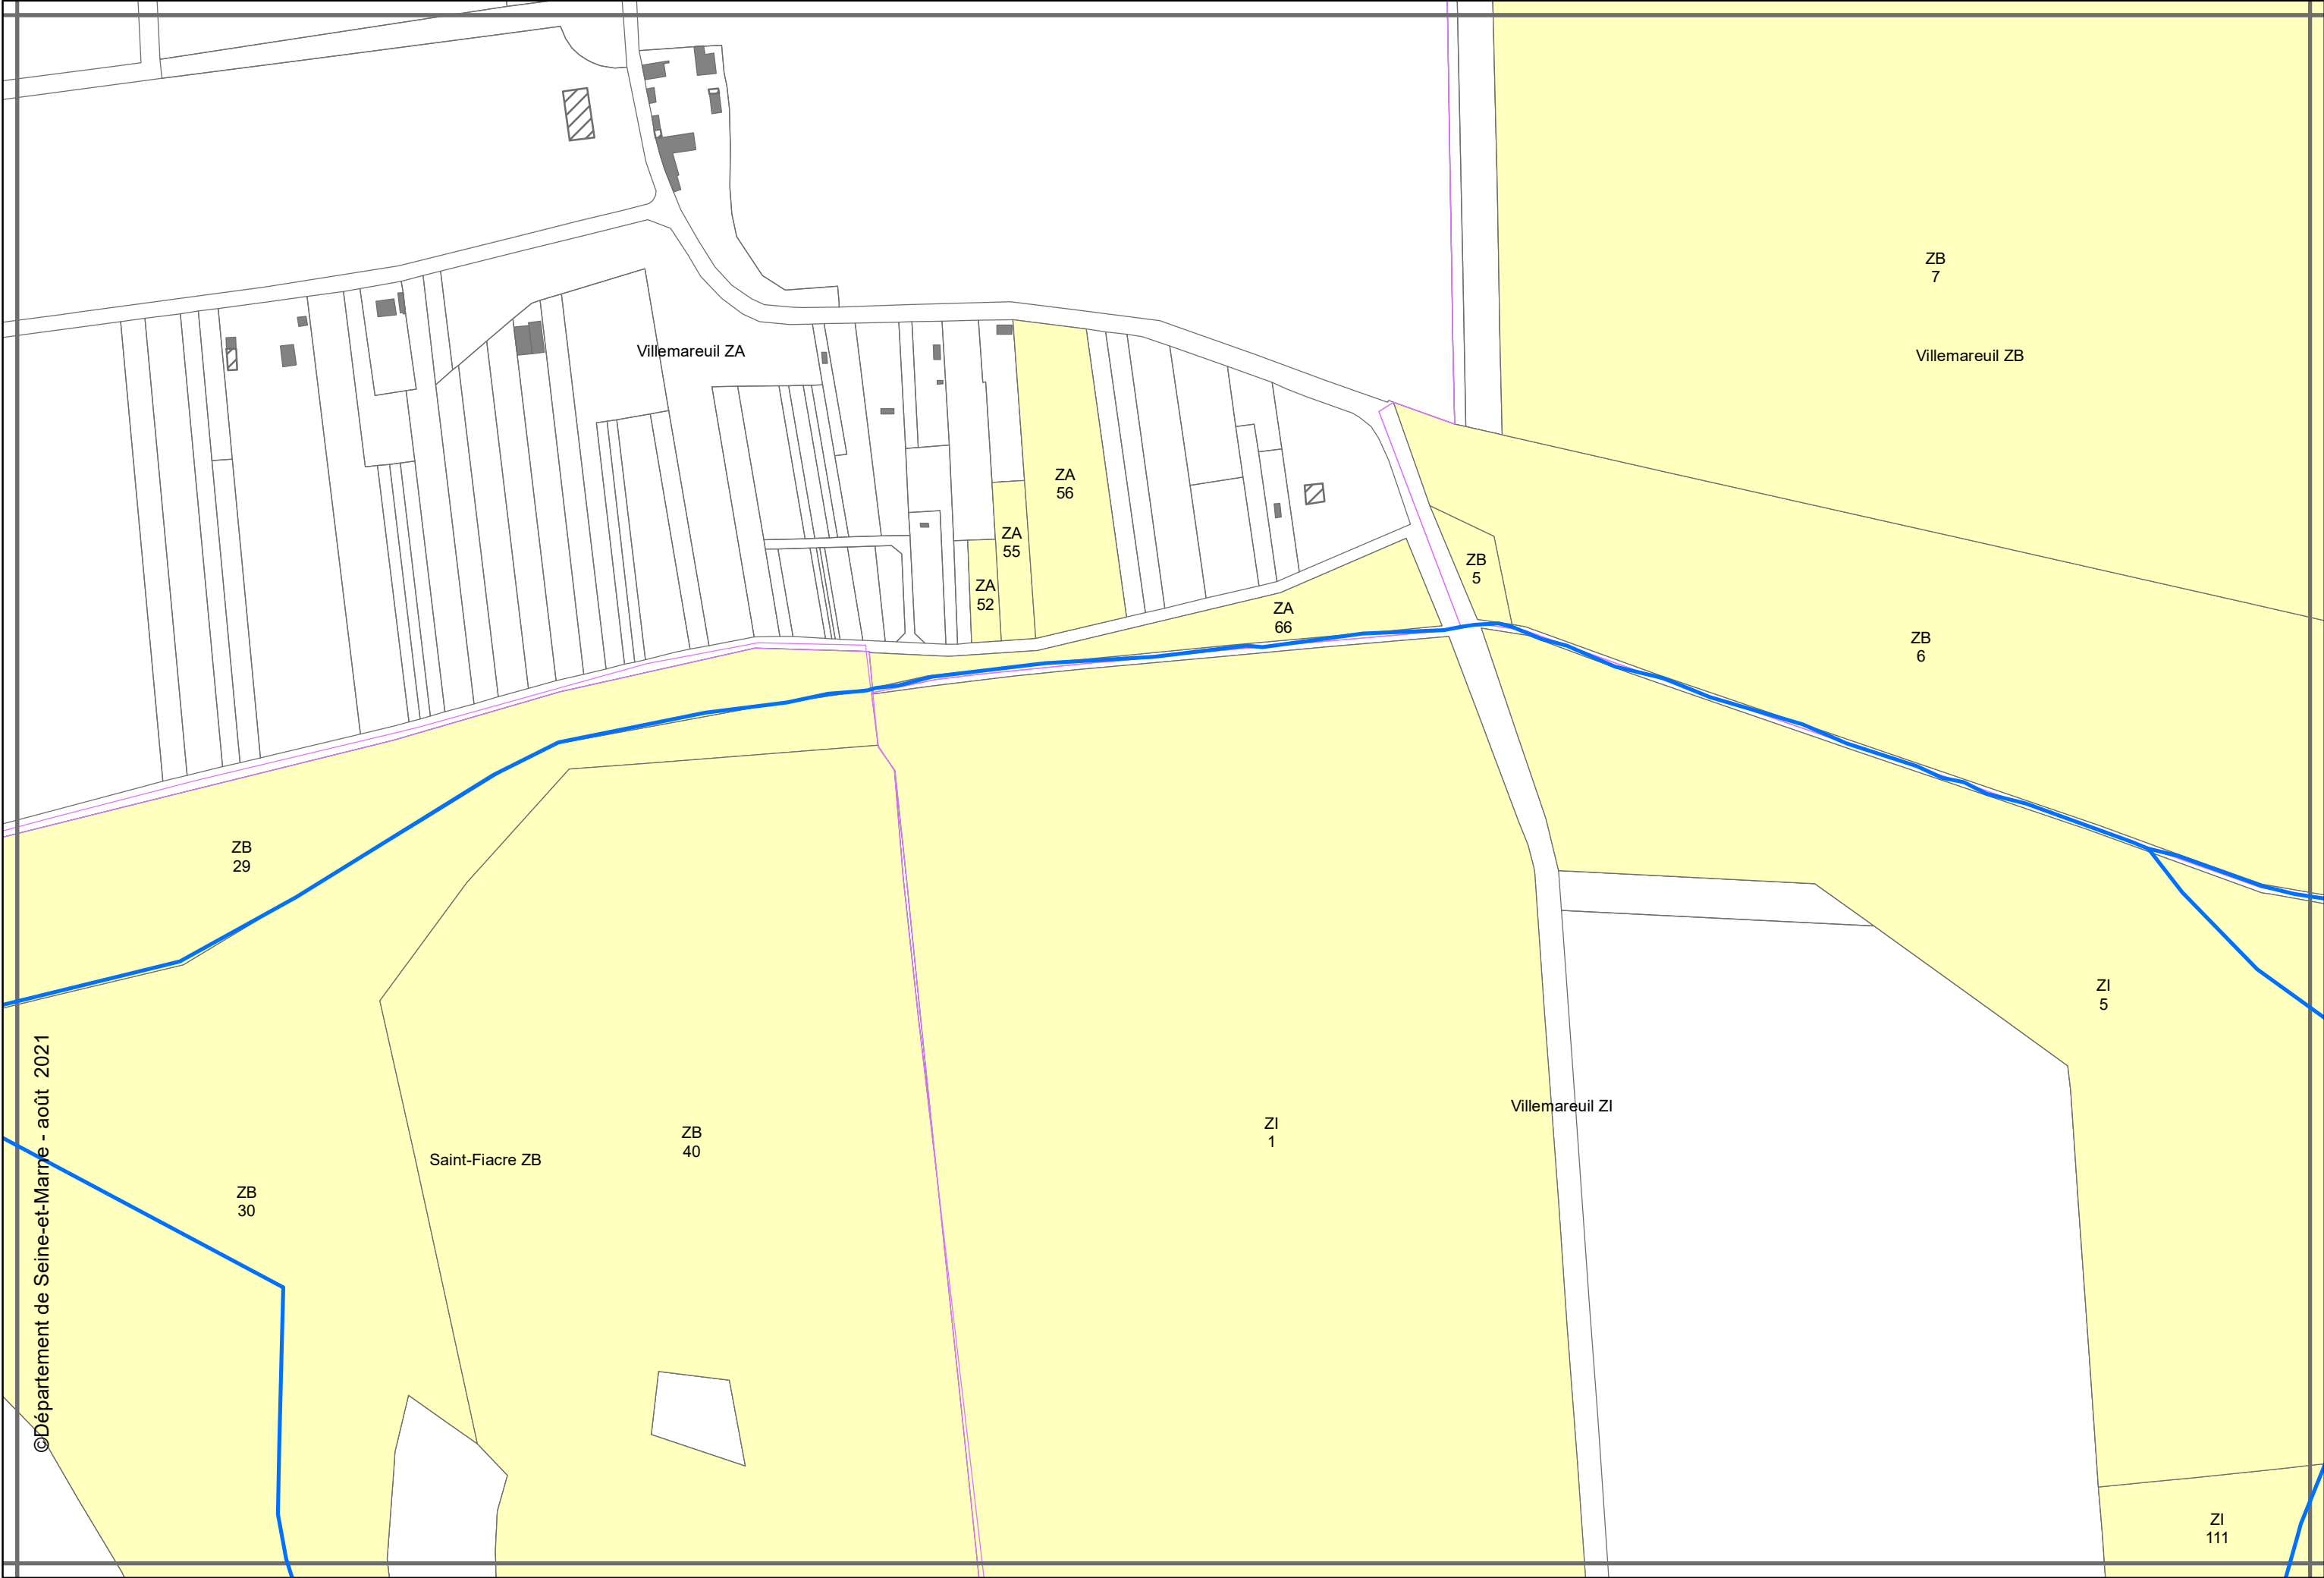 ZB
7
Villemareuil ZA
Villemareuil ZB
ZA
56
ZA
55
ZB
5
ZA
52
ZA
66
ZB
6
ZB
29
ZI
5
Villemareuil ZI
ZI
1
ZB
40
Saint-Fiacre ZB
ZB
30
©Département de Seine-et-Marne - août 2021
ZI
111